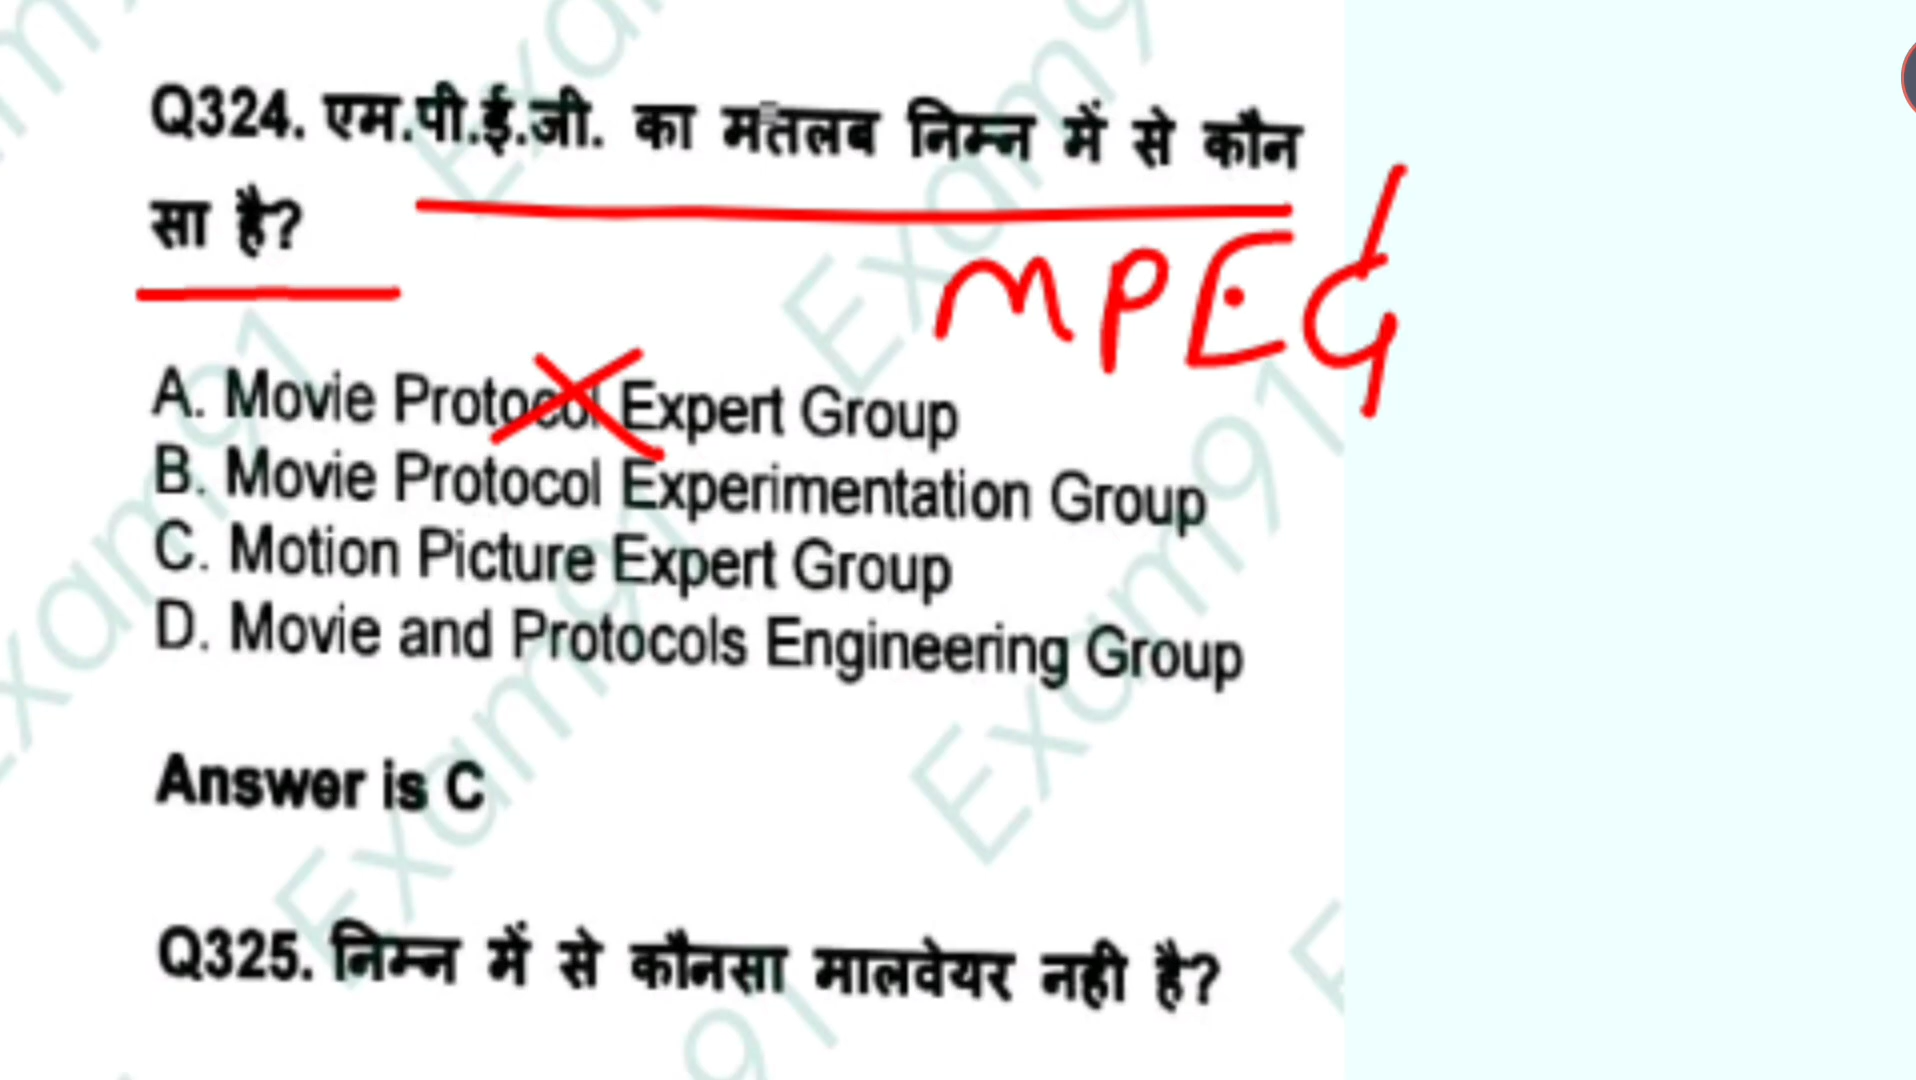 Q324. एम.पी.ई.जी. का मतलब निम्न में से कौन
सा है?
MPEG
A. Movie Protocol Expert Group
B. Movie Protocol Experimentation Group
C. Motion Picture Expert Group
D. Movie and Protocols Engineering Group
Answer is C
Q325. निम्न में से कौनसा मालवेयर नही है?
Exam91